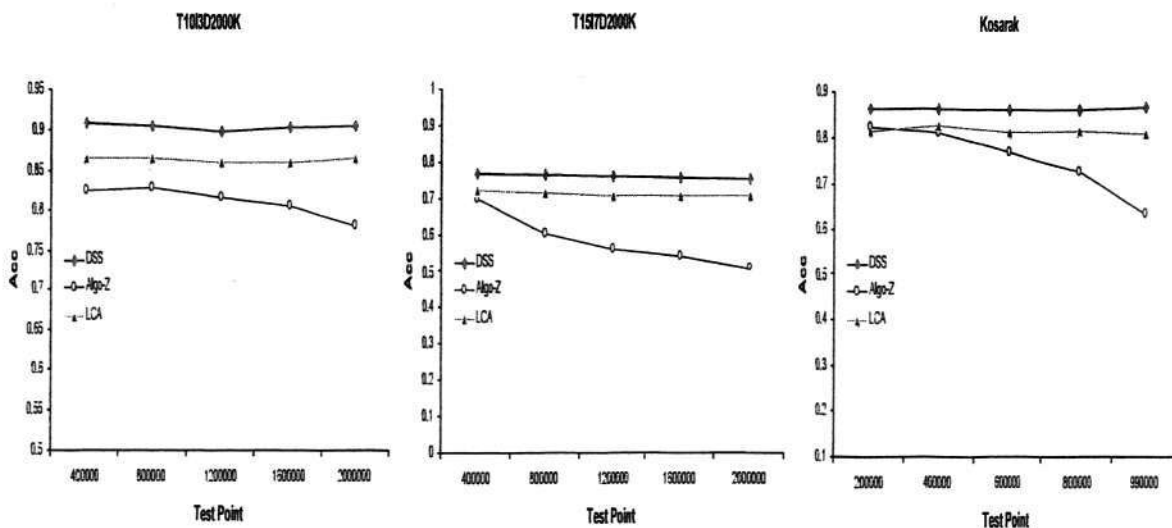 T10I3D2000K
0.95
0.9
0.85
0.8
0.75
0.7
0.65
0.6
0.55
0.5
Acc
DSS
Algo-Z
LCA
400000
800000
1200000
1600000
2000000
Test Point
T15I7D2000K
1
0.9
0.8
0.7
0.6
0.5
0.4
0.3
0.2
0.1
0
Acc
DSS
Algo-Z
LCA
400000
800000
1200000
1600000
2000000
Test Point
Kosarak
0.9
0.8
0.7
0.6
0.5
0.4
0.3
0.2
0.1
Acc
DSS
Algo-Z
LCA
200000
400000
600000
800000
990000
Test Point